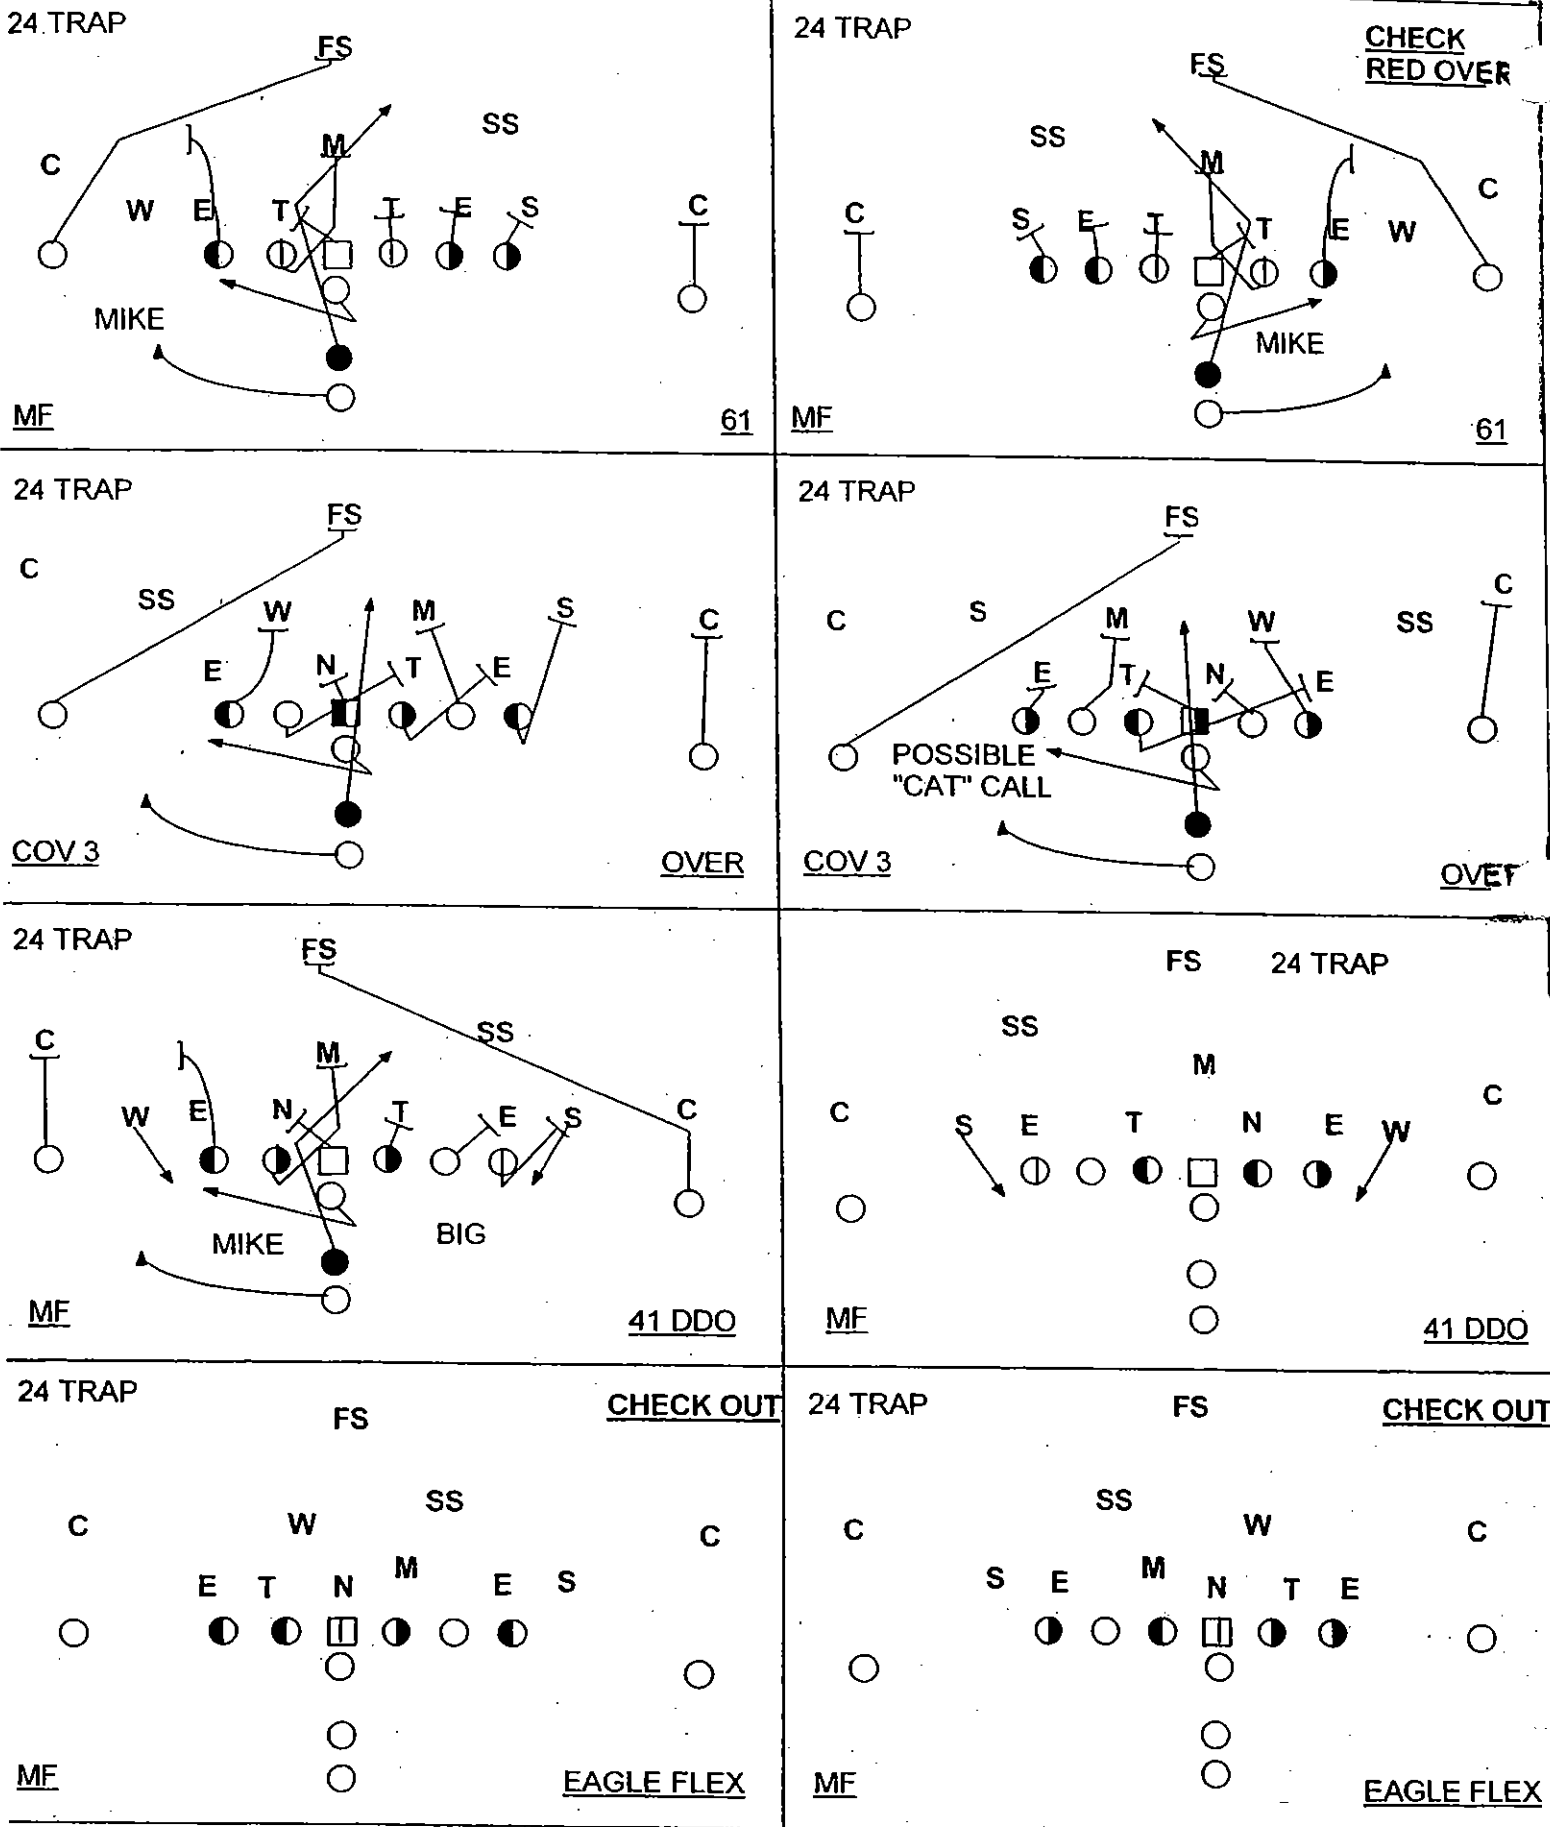 24 TRAP
FS
SS
M
C
W E T T E S C
MIKE
MF
61
24 TRAP
CHECK
RED OVER
FS
SS
M
C
C S E T T E W
MIKE
MF
61
24 TRAP
FS
C
SS
W M S C
E N T E
COV 3
OVER
24 TRAP
FS
C
C S M W SS
E T N E
POSSIBLE
"CAT" CALL
COV 3
24 TRAP
FS
SS
C M
W E N T E S C
MIKE
BIG
MF
41 DDO
FS 24 TRAP
SS
M
C
C S E T N E W
MF
41 DDO
24 TRAP
CHECK OUT
FS
SS
C W C
M
E T N E S
MF
EAGLE FLEX
24 TRAP
FS
CHECK OUT
SS
C W C
M
S E N T E
MF
EAGLE FLEX